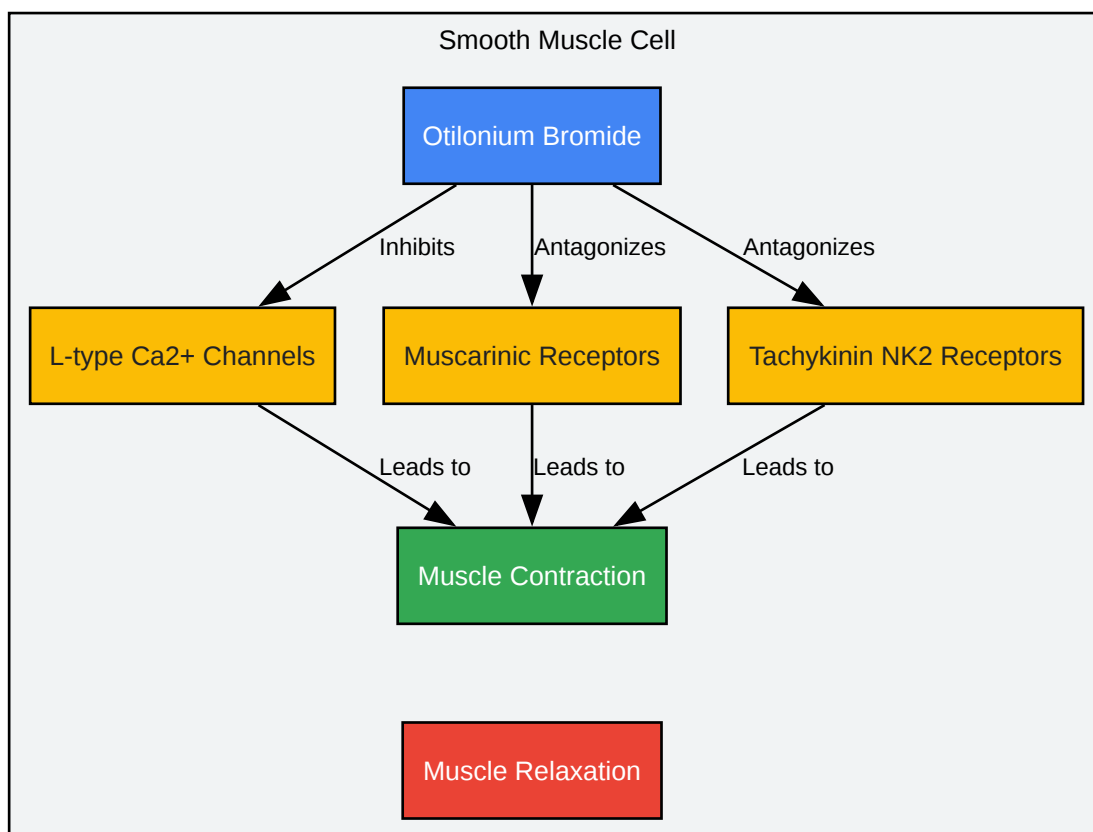 Smooth Muscle Cell
Otilonium Bromide
Inhibits
Antagonizes
Antagonizes
L-type Ca2+ Channels
Muscarinic Receptors
Tachykinin NK2 Receptors
Leads to
Leads to
Leads to
Muscle Contraction
Muscle Relaxation